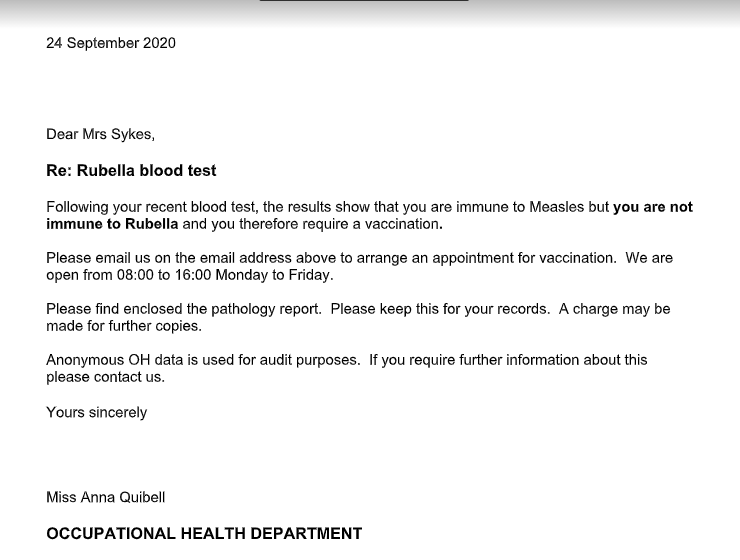 24 September 2020
Dear Mrs Sykes,
Re: Rubella blood test
Following your recent blood test, the results show that you are immune to Measles but you are not
immune to Rubella and you therefore require a vaccination.
Please email us on the email address above to arrange an appointment for vaccination.  We are
open from 08:00 to 16:00 Monday to Friday.
Please find enclosed the pathology report.  Please keep this for your records.  A charge may be
made for further copies.
Anonymous OH data is used for audit purposes.  If you require further information about this
please contact us.
Yours sincerely
Miss Anna Quibell
OCCUPATIONAL HEALTH DEPARTMENT